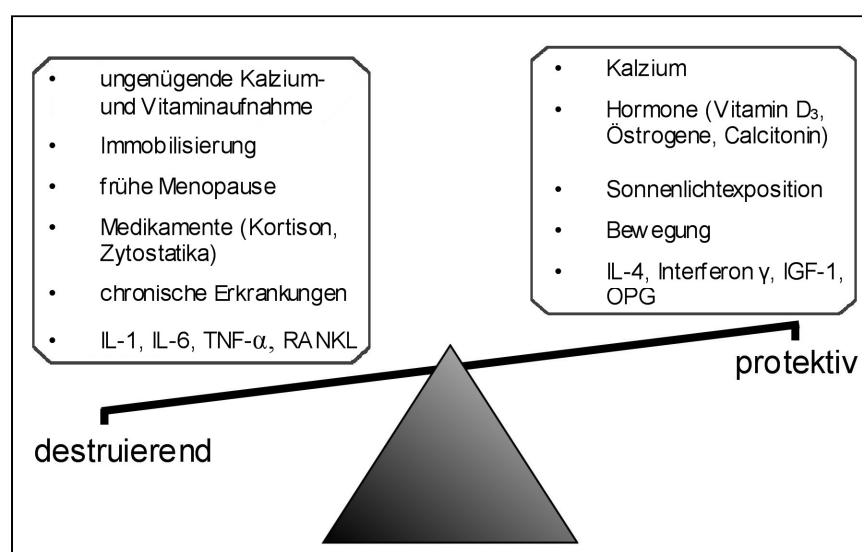 • ungenügende Kalzium-
und Vitaminaufnahme
• Immobilisierung
• frühe Menopause
• Medikamente (Kortison,
Zytostatika)
• chronische Erkrankungen
• IL-1, IL-6, TNF-α, RANKL
destruierend
• Kalzium
• Hormone (Vitamin D₃,
Östrogene, Calcitonin)
• Sonnenlichtexposition
• Bewegung
• IL-4, Interferon γ, IGF-1,
OPG
protektiv